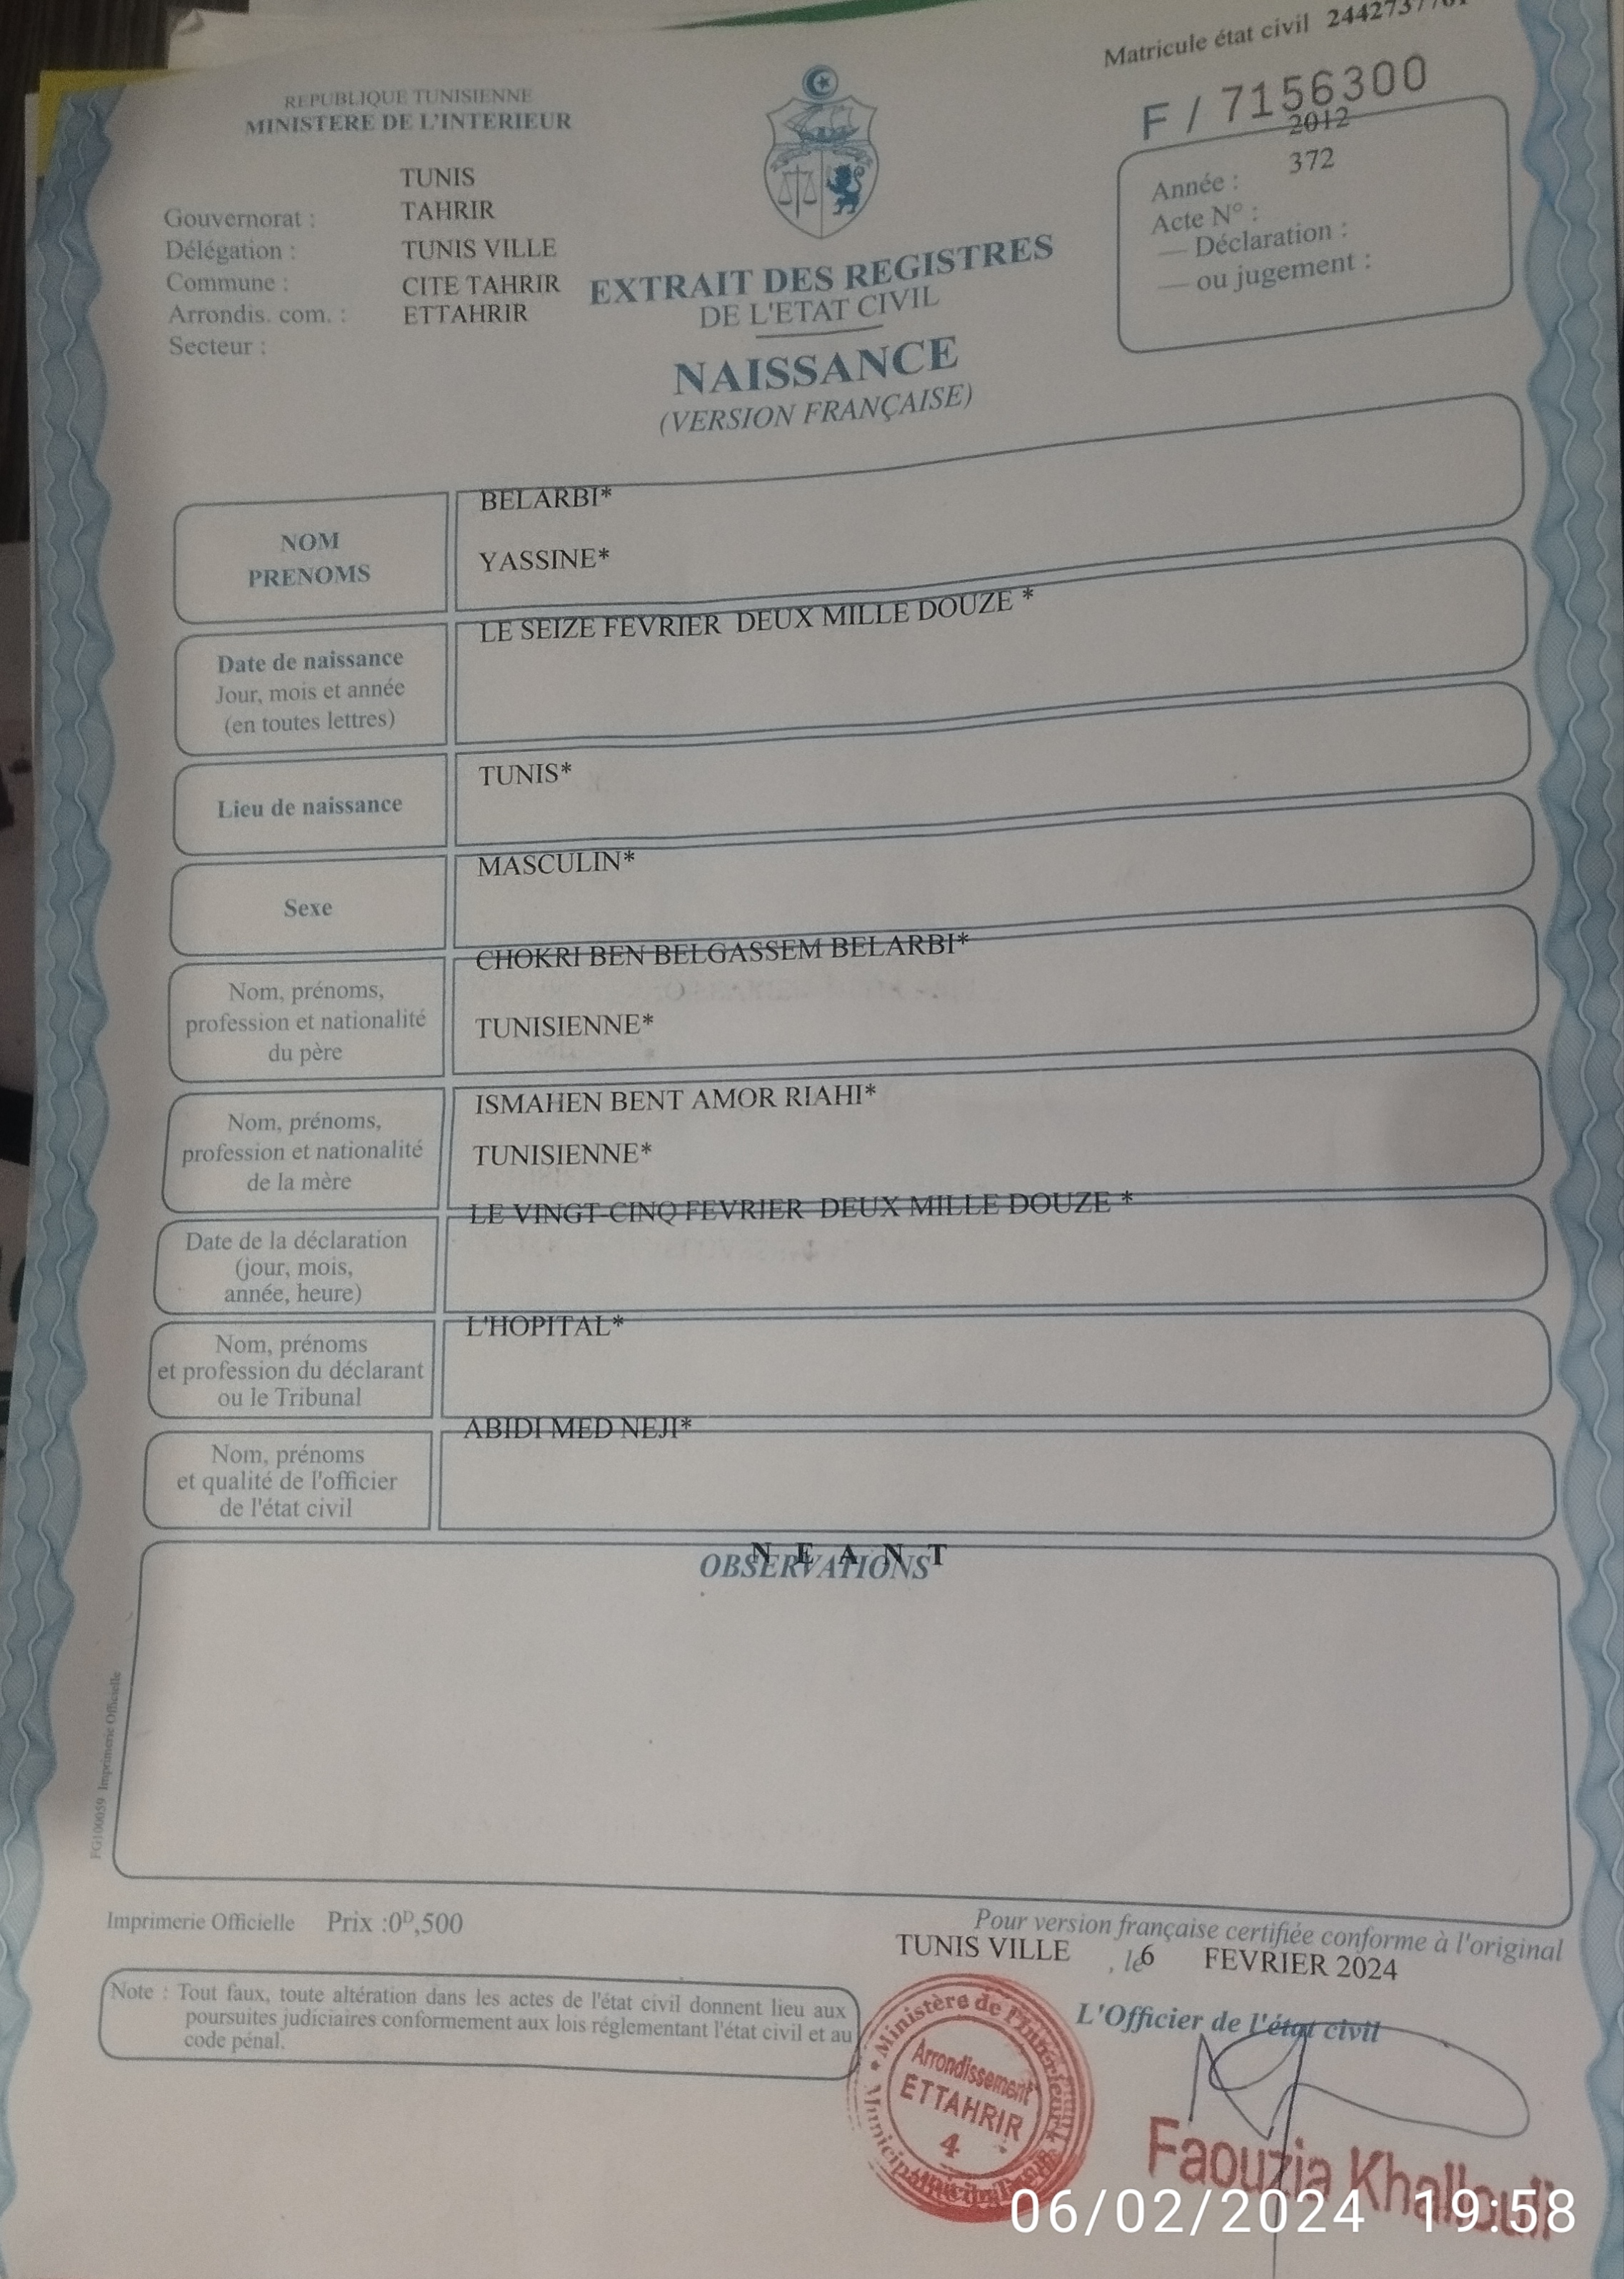 Matricule état civil
F / 7156300
REPUBLIQUE TUNISIENNE
MINISTERE DE L'INTERIEUR
2012
372
Année :
Acte N° :
— Déclaration :
— ou jugement :
TUNIS
Gouvernorat : TAHRIR
Délégation : TUNIS VILLE
Commune : CITE TAHRIR
Arrondis. com. : ETTAHRIR
Secteur :
EXTRAIT DES REGISTRES
DE L'ETAT CIVIL
NAISSANCE
(VERSION FRANÇAISE)
NOM
PRENOMS
BELARBI*
YASSINE*
Date de naissance
Jour, mois et année
(en toutes lettres)
LE SEIZE FEVRIER DEUX MILLE DOUZE *
Lieu de naissance
TUNIS*
Sexe
MASCULIN*
Nom, prénoms,
profession et nationalité
du père
CHOKRI BEN BELGASSEM BELARBI*
TUNISIENNE*
Nom, prénoms,
profession et nationalité
de la mère
ISMAHEN BENT AMOR RIAHI*
TUNISIENNE*
Date de la déclaration
(jour, mois,
année, heure)
LE VINGT-CINQ FEVRIER DEUX MILLE DOUZE *
Nom, prénoms
et profession du déclarant
ou le Tribunal
L'HOPITAL*
Nom, prénoms
et qualité de l'officier
de l'état civil
ABIDI MED NEJI*
N E A N T
OBSERVATIONS
FG100059 Imprimerie Officielle
Imprimerie Officielle Prix :0ᴰ,500
Pour version française certifiée conforme à l'original
TUNIS VILLE , le 6 FEVRIER 2024
Note : Tout faux, toute altération dans les actes de l'état civil donnent lieu aux
poursuites judiciaires conformement aux lois réglementant l'état civil et au
code pénal.
L'Officier de l'état civil
Ministère de l'Intérieur
Arrondissement
ETTAHRIR
4
Faouzia Khallouli
06/02/2024 19:58